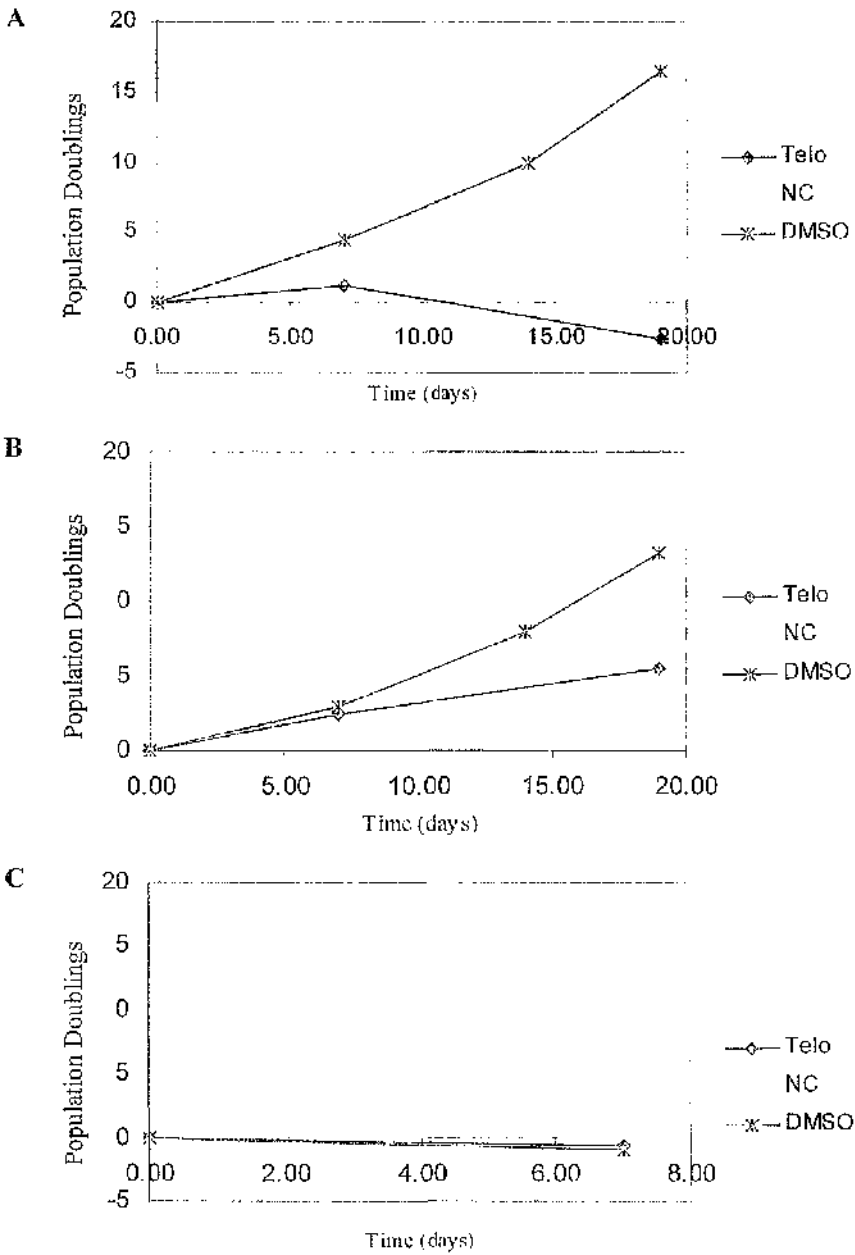 A
20
15
10
5
0
-5
Population Doublings
0.00 5.00 10.00 15.00 20.00
Time (days)
Telo
NC
DMSO
B
20
5
0
5
0
Population Doublings
0.00 5.00 10.00 15.00 20.00
Time (days)
Telo
NC
DMSO
C
20
5
0
5
0
-5
Population Doublings
0.00 2.00 4.00 6.00 8.00
Time (days)
Telo
NC
DMSO